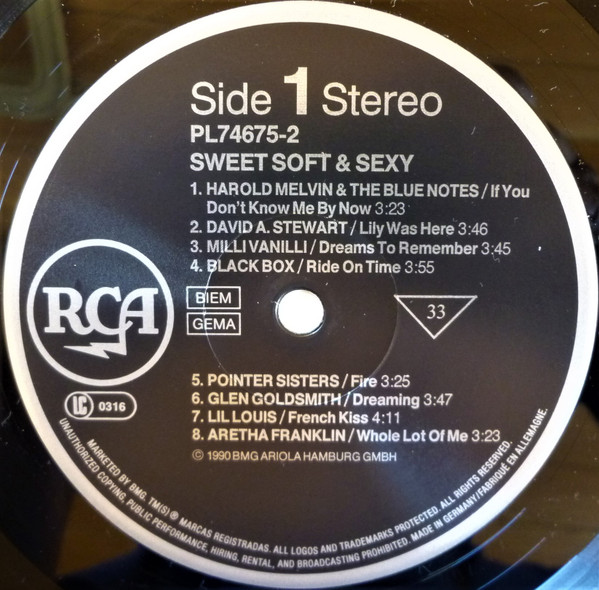 Side 1 Stereo
PL74675-2
SWEET SOFT & SEXY
1. HAROLD MELVIN & THE BLUE NOTES / If You
Don't Know Me By Now 3:23
2. DAVID A. STEWART / Lily Was Here 3:46
3. MILLI VANILLI / Dreams To Remember 3:45
4. BLACK BOX / Ride On Time 3:55
RCA
BIEM
GEMA
33
LC 0316
5. POINTER SISTERS / Fire 3:25
6. GLEN GOLDSMITH / Dreaming 3:47
7. LIL LOUIS / French Kiss 4:11
8. ARETHA FRANKLIN / Whole Lot Of Me 3:23
© 1990 BMG ARIOLA HAMBURG GMBH
MARKETED BY BMG. TM(S) ® MARCAS REGISTRADAS. ALL LOGOS AND TRADEMARKS PROTECTED. ALL RIGHTS RESERVED.
UNAUTHORIZED COPYING, PUBLIC PERFORMANCE, HIRING, RENTAL, AND BROADCASTING PROHIBITED. MADE IN GERMANY/FABRIQUÉ EN ALLEMAGNE.